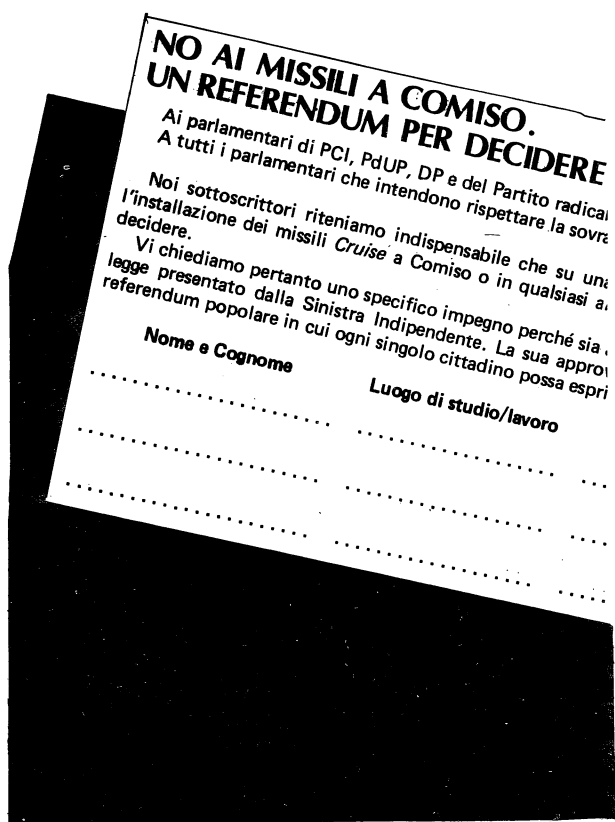 NO AI MISSILI A COMISO.
UN REFERENDUM PER DECIDERE
Ai parlamentari di PCI, PdUP, DP e del Partito radical
A tutti i parlamentari che intendono rispettare la sovra
Noi sottoscrittori riteniamo indispensabile che su una
l'installazione dei missili Cruise a Comiso o in qualsiasi a
decidere.
Vi chiediamo pertanto uno specifico impegno perché sia
legge presentato dalla Sinistra Indipendente. La sua approv
referendum popolare in cui ogni singolo cittadino possa espri
Nome e Cognome
Luogo di studio/lavoro